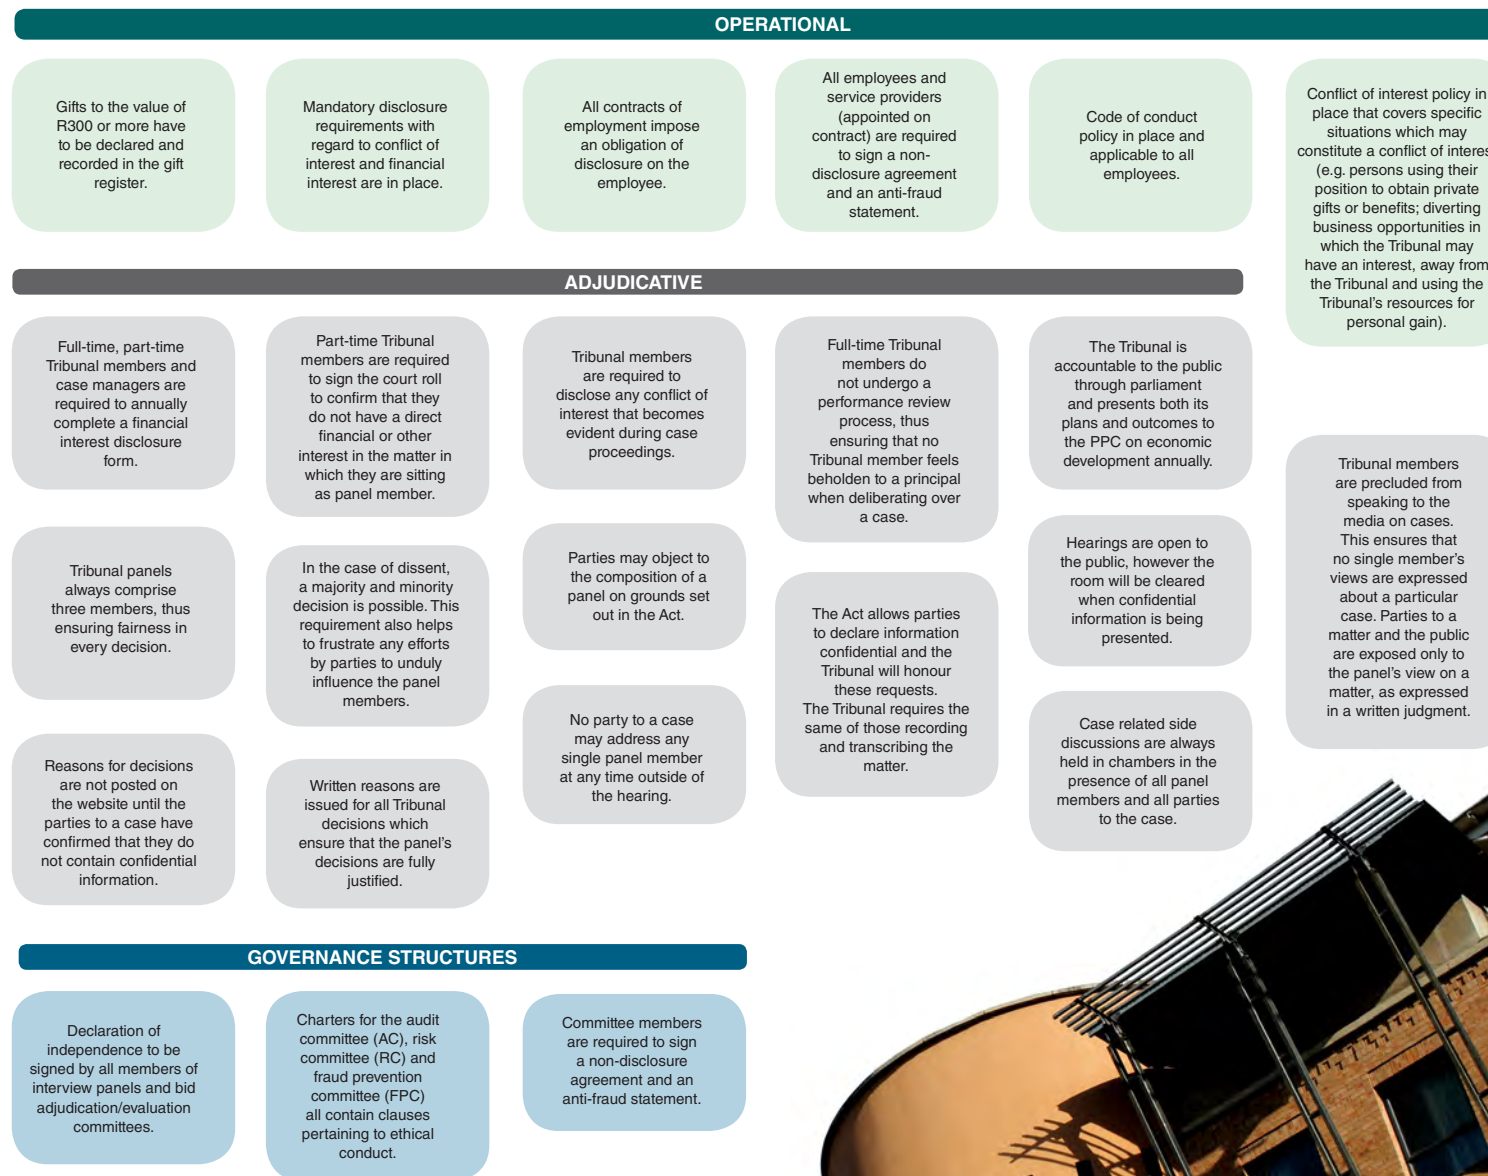 OPERATIONAL
Gifts to the value of
R300 or more have
to be declared and
recorded in the gift
register.
Mandatory disclosure
requirements with
regard to conflict of
interest and financial
interest are in place.
All contracts of
employment impose
an obligation of
disclosure on the
employee.
All employees and
service providers
(appointed on
contract) are required
to sign a non-
disclosure agreement
and an anti-fraud
statement.
Code of conduct
policy in place and
applicable to all
employees.
Conflict of interest policy in
place that covers specific
situations which may
constitute a conflict of interes
(e.g. persons using their
position to obtain private
gifts or benefits; diverting
business opportunities in
which the Tribunal may
have an interest, away from
the Tribunal and using the
Tribunal's resources for
personal gain).
ADJUDICATIVE
Full-time, part-time
Tribunal members and
case managers are
required to annually
complete a financial
interest disclosure
form.
Part-time Tribunal
members are required
to sign the court roll
to confirm that they
do not have a direct
financial or other
interest in the matter in
which they are sitting
as panel member.
Tribunal members
are required to
disclose any conflict of
interest that becomes
evident during case
proceedings.
Full-time Tribunal
members do
not undergo a
performance review
process, thus
ensuring that no
Tribunal member feels
beholden to a principal
when deliberating over
a case.
The Tribunal is
accountable to the public
through parliament
and presents both its
plans and outcomes to
the PPC on economic
development annually.
Tribunal members
are precluded from
speaking to the
media on cases.
This ensures that
no single member's
views are expressed
about a particular
case. Parties to a
matter and the public
are exposed only to
the panel's view on a
matter, as expressed
in a written judgment.
Tribunal panels
always comprise
three members, thus
ensuring fairness in
every decision.
In the case of dissent,
a majority and minority
decision is possible. This
requirement also helps
to frustrate any efforts
by parties to unduly
influence the panel
members.
Parties may object to
the composition of a
panel on grounds set
out in the Act.
The Act allows parties
to declare information
confidential and the
Tribunal will honour
these requests.
The Tribunal requires the
same of those recording
and transcribing the
matter.
Hearings are open to
the public, however the
room will be cleared
when confidential
information is being
presented.
Reasons for decisions
are not posted on
the website until the
parties to a case have
confirmed that they do
not contain confidential
information.
Written reasons are
issued for all Tribunal
decisions which
ensure that the panel's
decisions are fully
justified.
No party to a case
may address any
single panel member
at any time outside of
the hearing.
Case related side
discussions are always
held in chambers in the
presence of all panel
members and all parties
to the case.
GOVERNANCE STRUCTURES
Declaration of
independence to be
signed by all members of
interview panels and bid
adjudication/evaluation
committees.
Charters for the audit
committee (AC), risk
committee (RC) and
fraud prevention
committee (FPC)
all contain clauses
pertaining to ethical
conduct.
Committee members
are required to sign
a non-disclosure
agreement and an
anti-fraud statement.